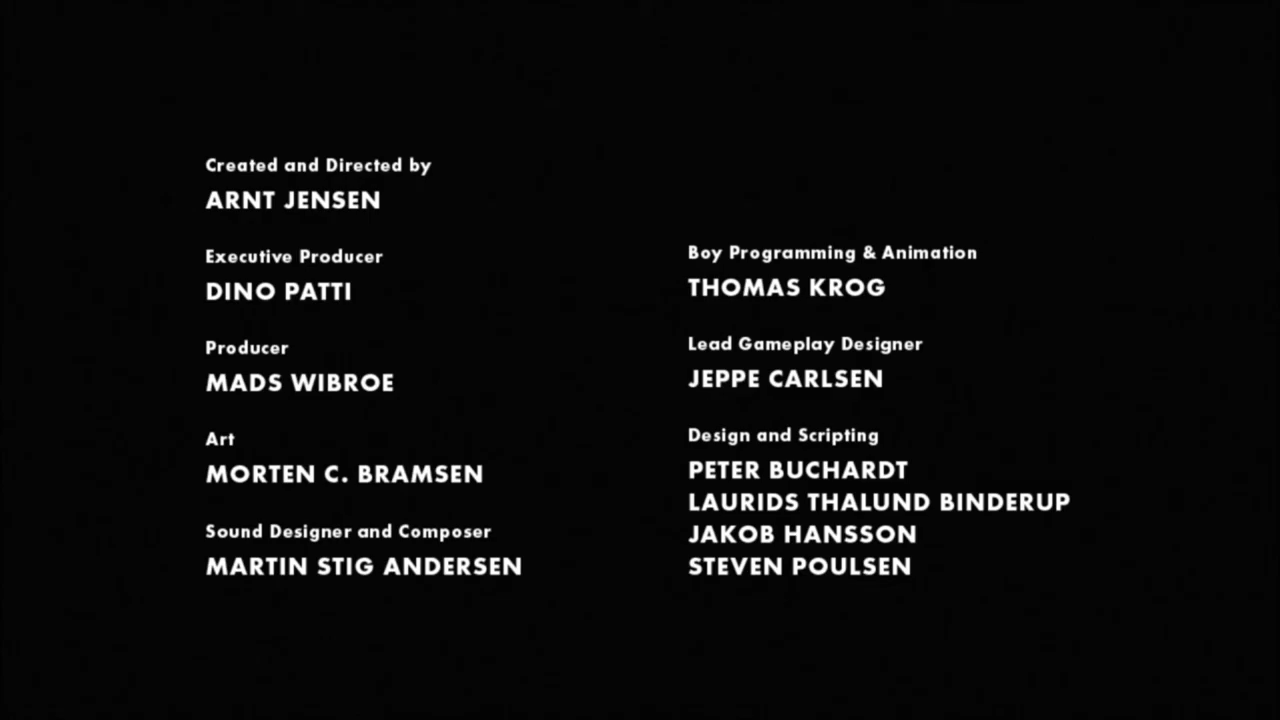 Created and Directed by
ARNT JENSEN
Executive Producer
DINO PATTI
Producer
MADS WIBROE
Art
MORTEN C. BRAMSEN
Sound Designer and Composer
MARTIN STIG ANDERSEN
Boy Programming & Animation
THOMAS KROG
Lead Gameplay Designer
JEPPE CARLSEN
Design and Scripting
PETER BUCHARDT
LAURIDS THALUND BINDERUP
JAKOB HANSSON
STEVEN POULSEN